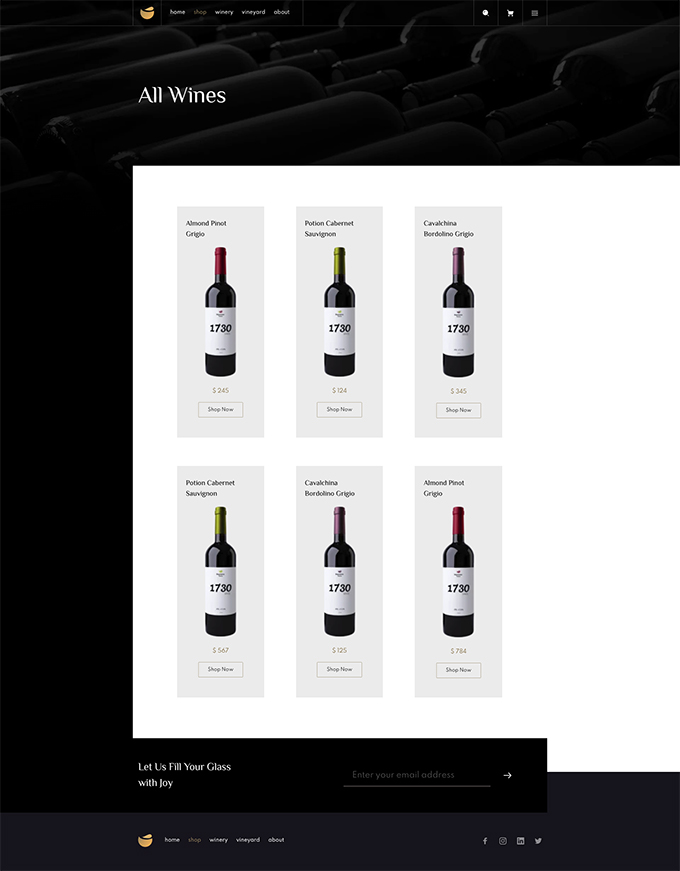 home shop winery vineyard about
All Wines
Almond Pinot
Grigio
Potion Cabernet
Sauvignon
Cavalchina
Bordolino Grigio
1730
1730
1730
$ 245
$ 124
$ 345
Shop Now
Shop Now
Shop Now
Potion Cabernet
Sauvignon
Cavalchina
Bordolino Grigio
Almond Pinot
Grigio
1730
1730
1730
$ 567
$ 125
$ 784
Shop Now
Shop Now
Shop Now
Let Us Fill Your Glass
with Joy
Enter your email address
home shop winery vineyard about